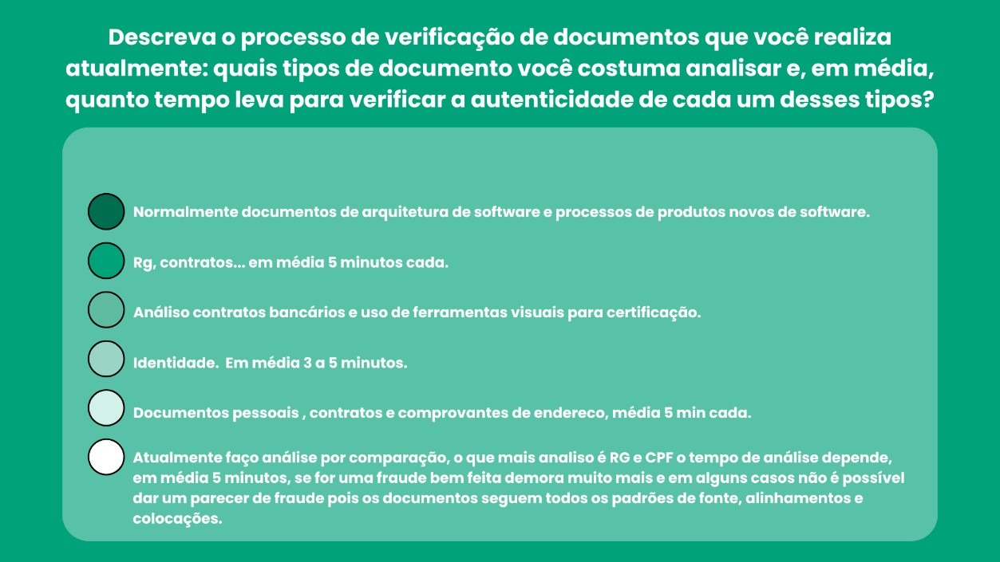 Descreva o processo de verificação de documentos que você realiza
atualmente: quais tipos de documento você costuma analisar e, em média,
quanto tempo leva para verificar a autenticidade de cada um desses tipos?
Normalmente documentos de arquitetura de software e processos de produtos novos de software.
Rg, contratos... em média 5 minutos cada.
Análiso contratos bancários e uso de ferramentas visuais para certificação.
Identidade.  Em média 3 a 5 minutos.
Documentos pessoais , contratos e comprovantes de endereco, média 5 min cada.
Atualmente faço análise por comparação, o que mais analiso é RG e CPF o tempo de análise depende,
em média 5 minutos, se for uma fraude bem feita demora muito mais e em alguns casos não é possível
dar um parecer de fraude pois os documentos seguem todos os padrões de fonte, alinhamentos e
colocações.